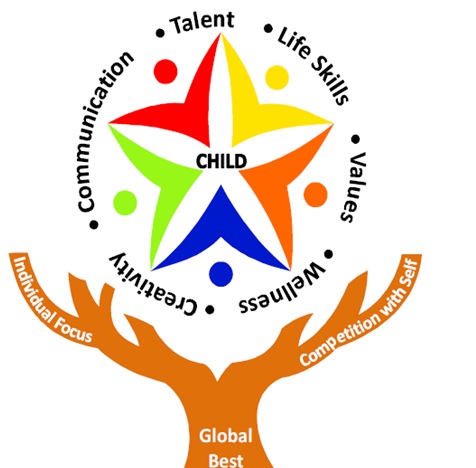 • Talent
• Life Skills
• Values
• Wellness
• Creativity
• Communication
CHILD
Individual Focus
Competition with Self
Global
Best